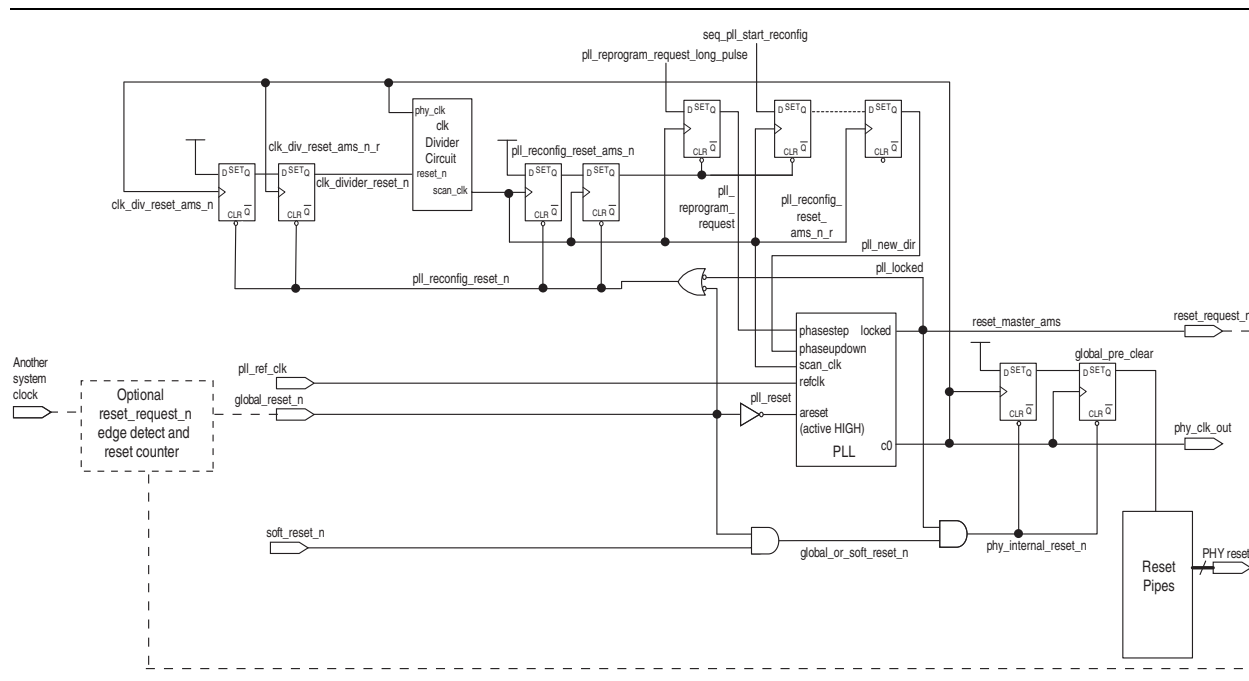 seq_pll_start_reconfig
pll_reprogram_request_long_pulse
phy_clk
clk
Divider
Circuit
reset_n
scan_clk
D SET Q
CLR Q
D SET Q
CLR Q
D SET Q
CLR Q
clk_div_reset_ams_n_r
clk_divider_reset_n
clk_div_reset_ams_n
D SET Q
CLR Q
D SET Q
CLR Q
pll_reconfig_reset_ams_n
D SET Q
CLR Q
D SET Q
CLR Q
pll_
reprogram_
request
pll_reconfig_
reset_
ams_n_r
pll_new_dir
pll_locked
pll_reconfig_reset_n
phasestep
locked
phaseupdown
scan_clk
refclk
areset
(active HIGH)
c0
PLL
reset_master_ams
reset_request_n
global_pre_clear
D SET Q
CLR Q
D SET Q
CLR Q
Another
system
clock
Optional
reset_request_n
edge detect and
reset counter
pll_ref_clk
global_reset_n
pll_reset
phy_clk_out
soft_reset_n
global_or_soft_reset_n
phy_internal_reset_n
Reset
Pipes
PHY reset